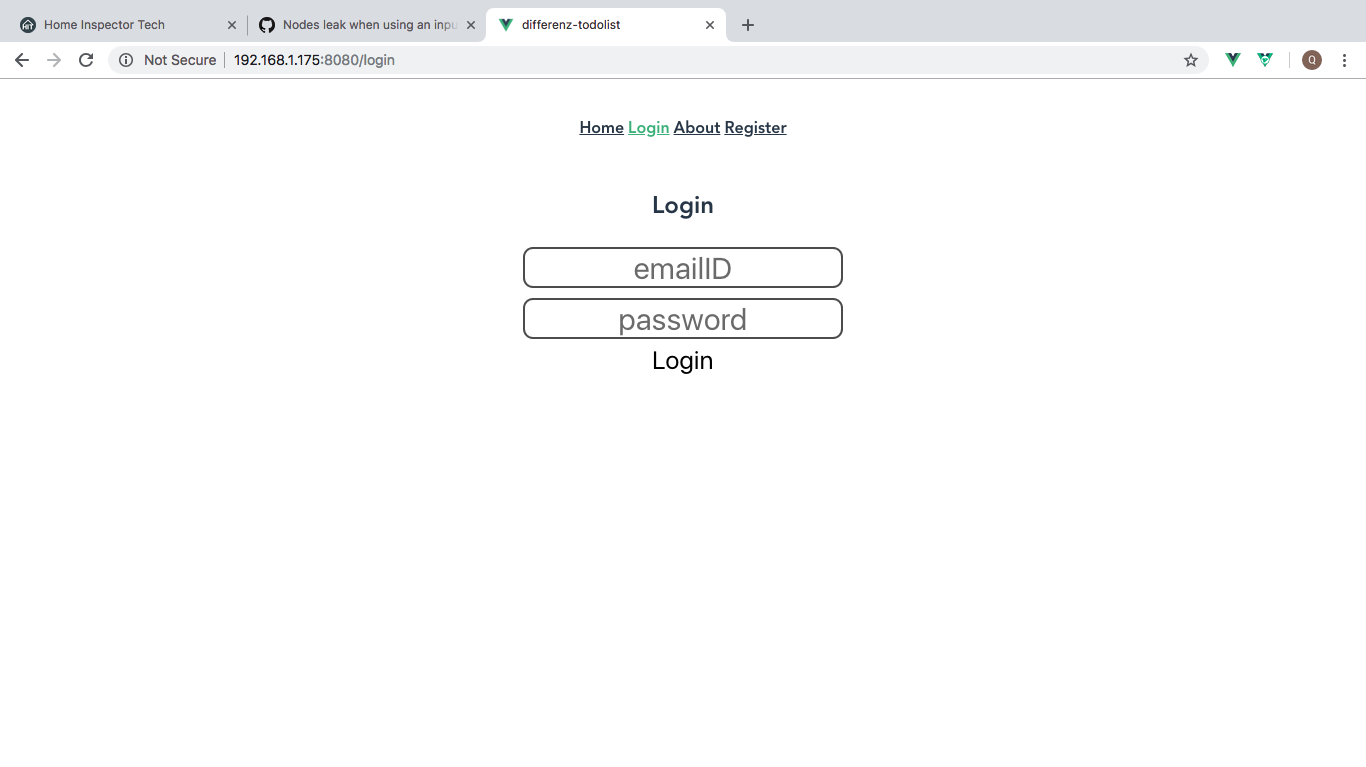 Home Inspector Tech
Nodes leak when using an inpu
differenz-todolist
Not Secure 192.168.1.175:8080/login
Q
Home Login About Register
Login
emailID
password
Login